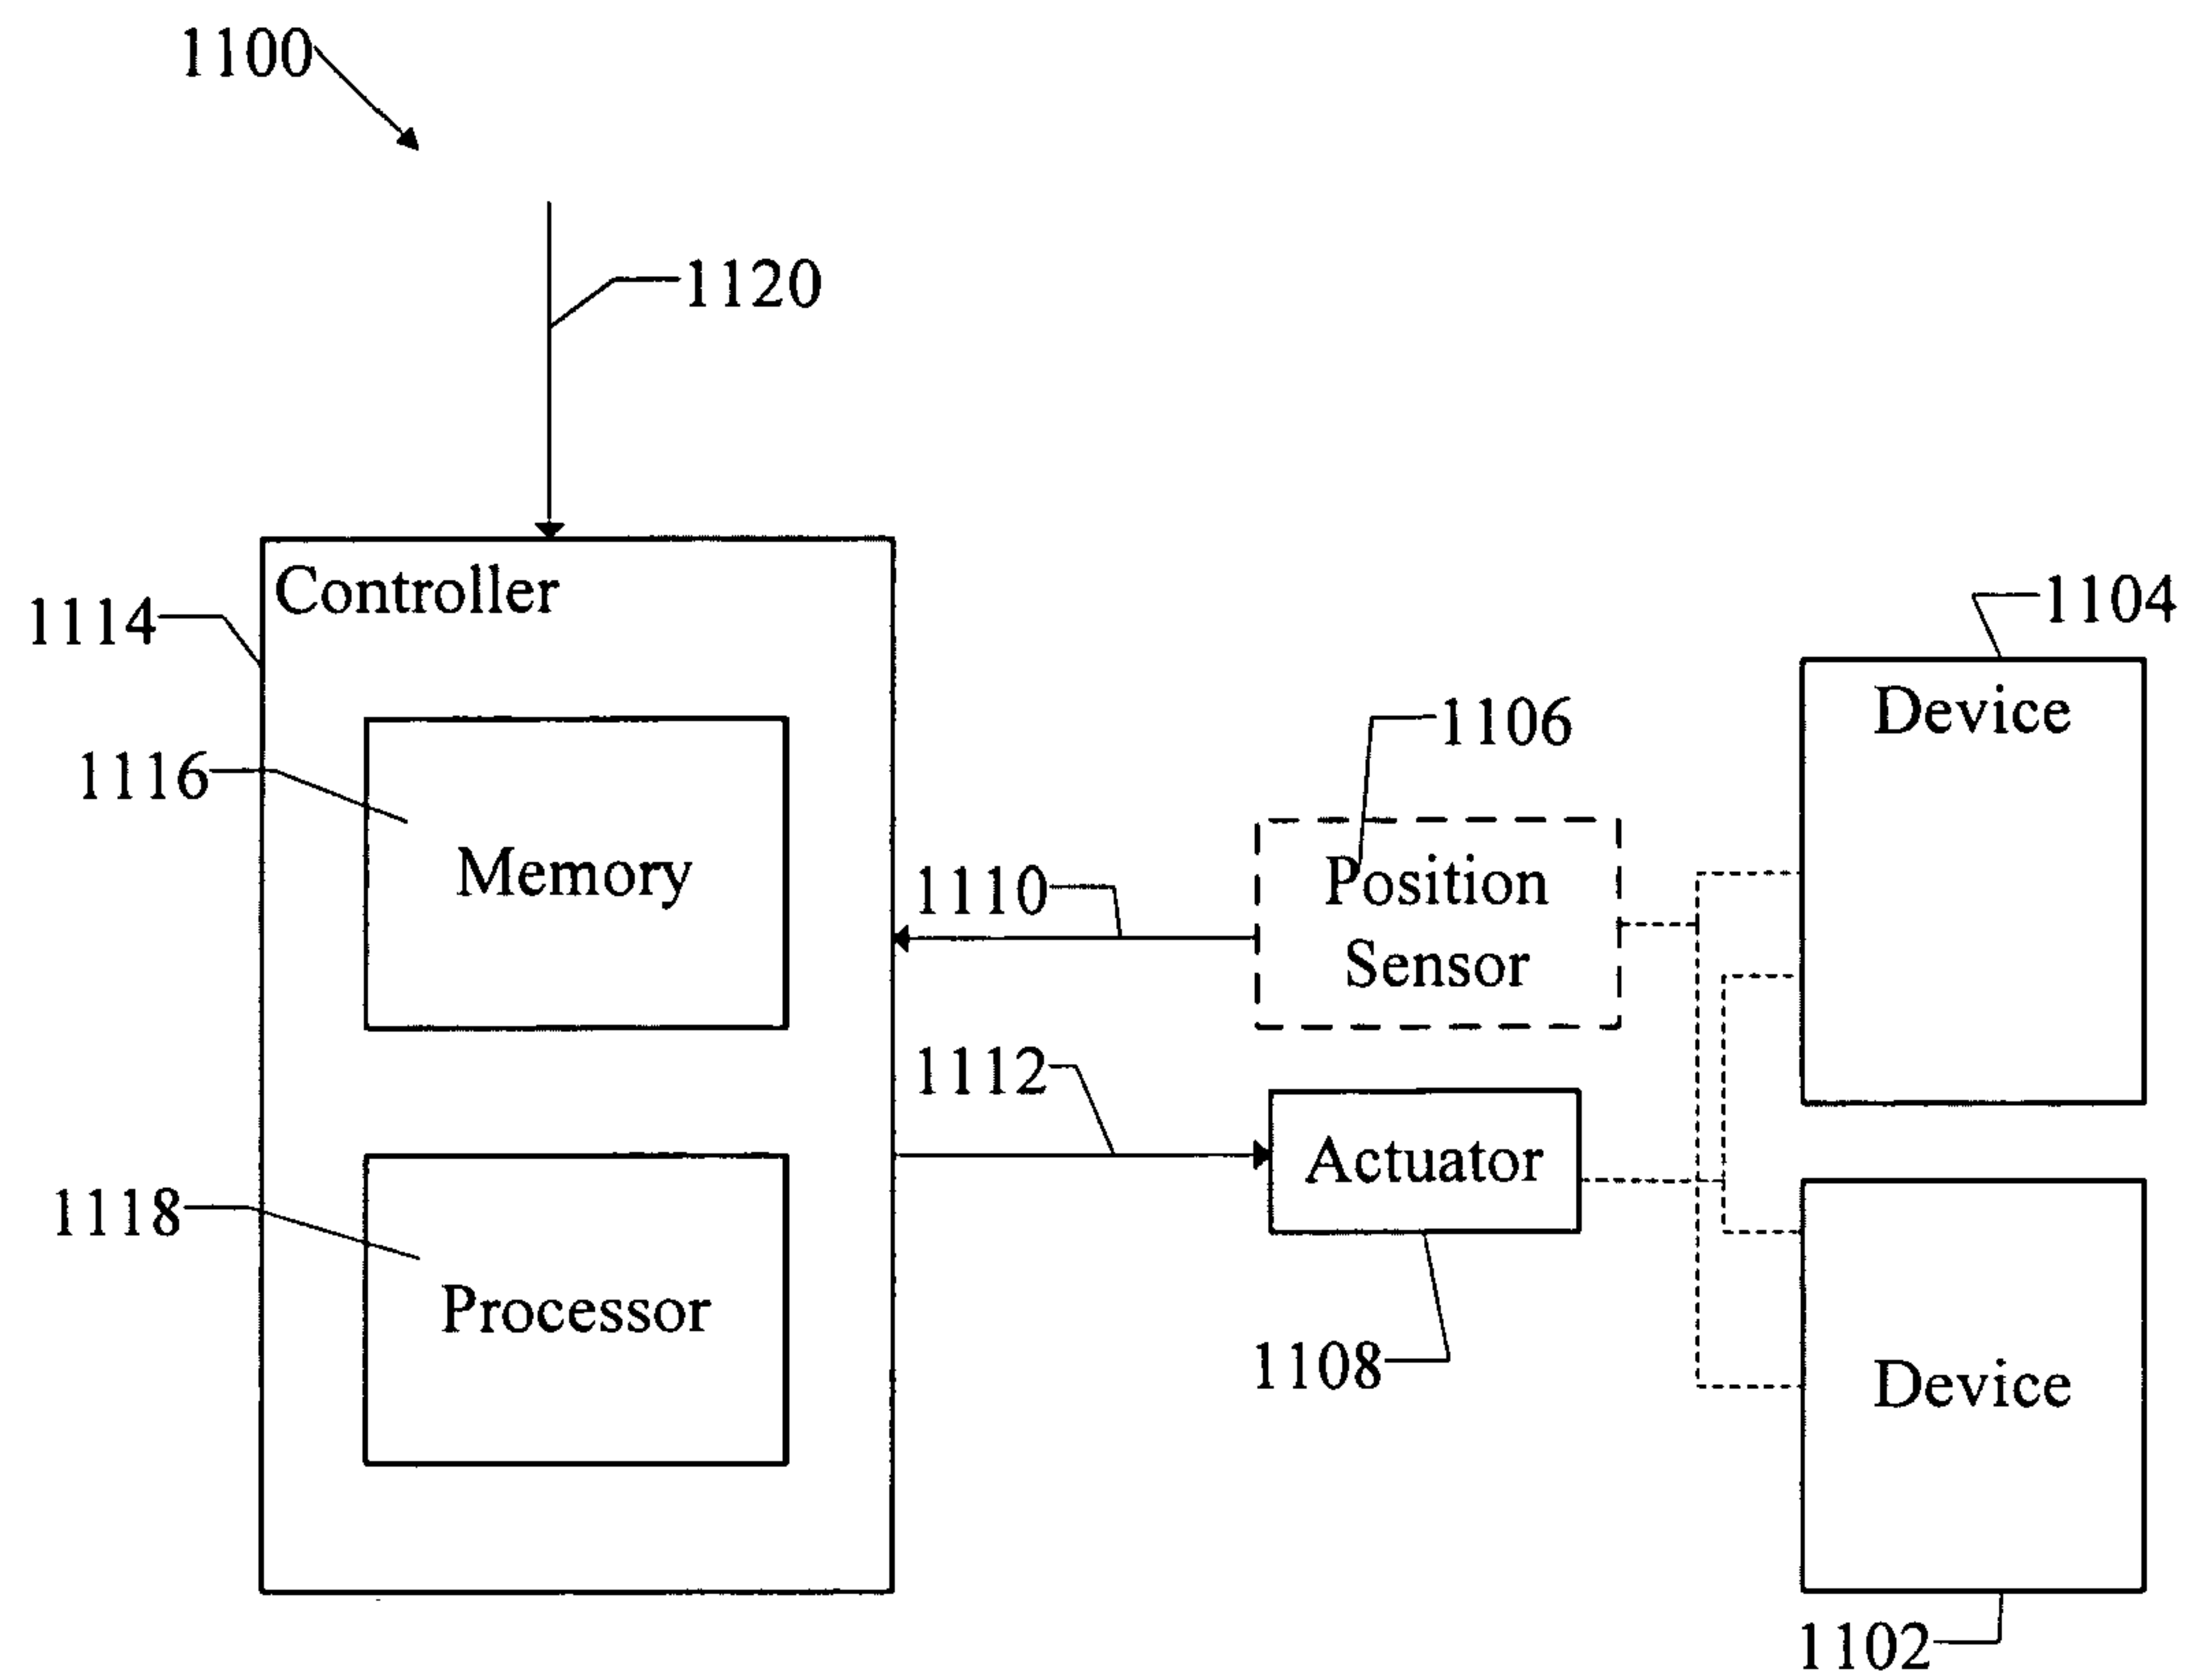 1100
1120
Controller
1114
1104
Device
1106
1116
Memory
1110
Position
Sensor
1112
Actuator
1118
Processor
1108
Device
1102